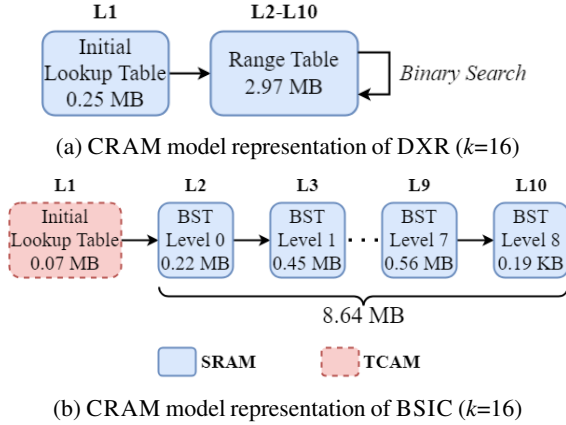 L1
L2-L10
Initial
Lookup Table
0.25 MB
Range Table
2.97 MB
Binary Search
(a) CRAM model representation of DXR (k=16)
L1
L2
L3
L9
L10
Initial
Lookup Table
0.07 MB
BST
Level 0
0.22 MB
BST
Level 1
0.45 MB
. . .
BST
Level 7
0.56 MB
BST
Level 8
0.19 KB
8.64 MB
SRAM
TCAM
(b) CRAM model representation of BSIC (k=16)